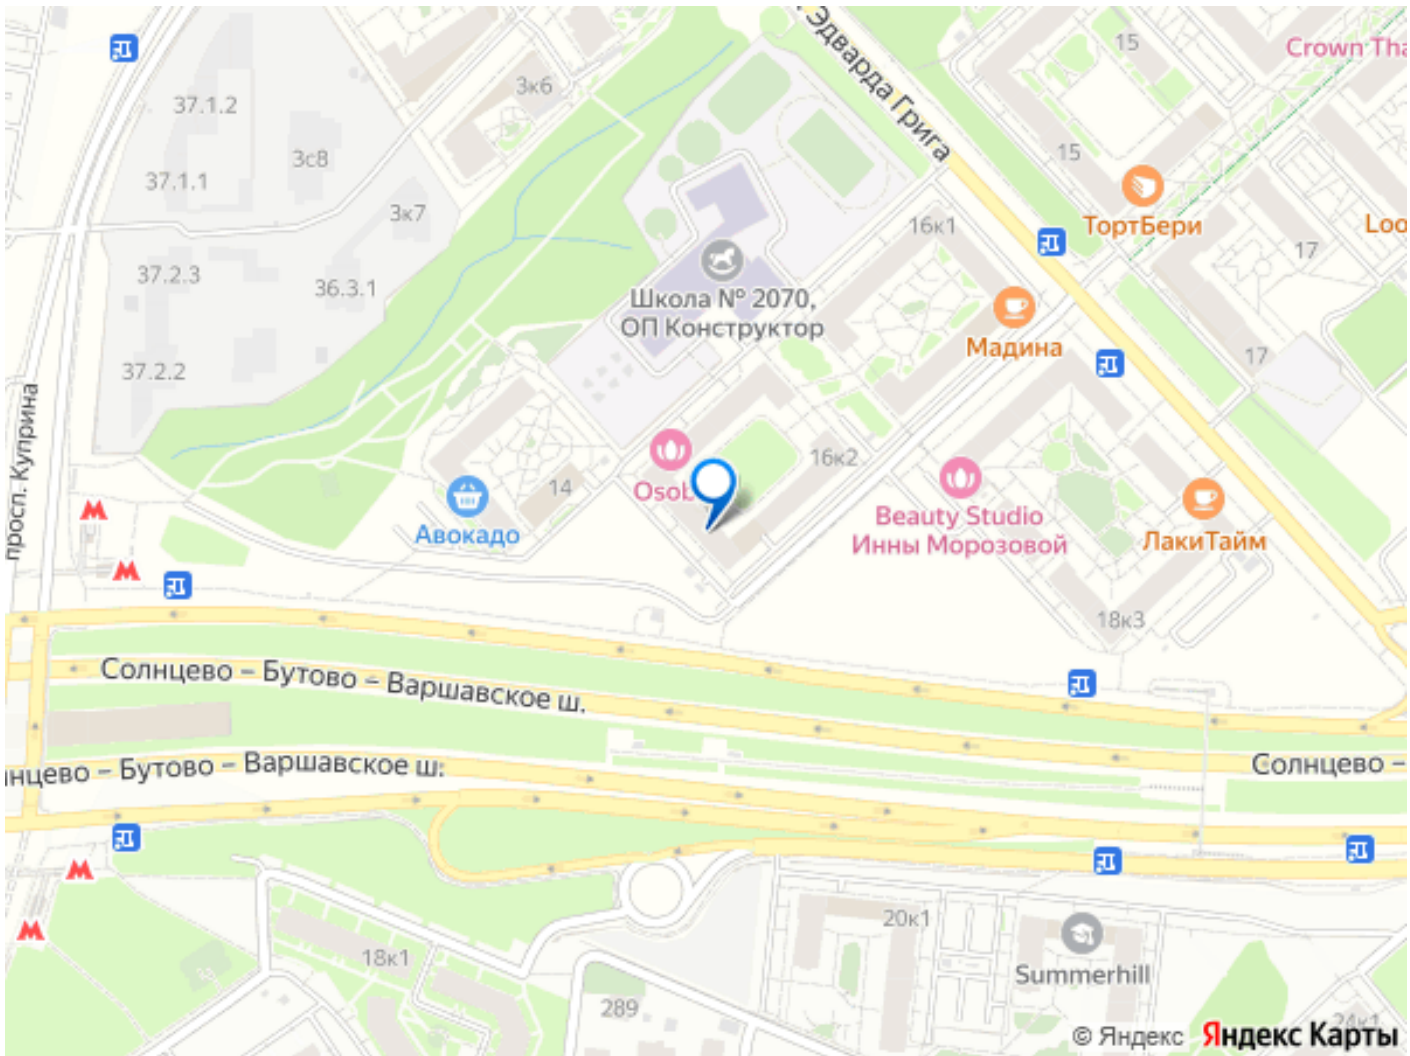 Эдварда Грига
15
Crown Tha
3к6
37.1.2
3с8
15
37.1.1
3к7
ТортБери
Loo
16к1
17
37.2.3
36.3.1
Школа № 2070,
ОП Конструктор
Мадина
17
37.2.2
просп. Куприна
16к2
Osob
14
Авокадо
Beauty Studio
Инны Морозовой
ЛакиТайм
18к3
Солнцево – Бутово – Варшавское ш.
нцево – Бутово – Варшавское ш.
Солнцево –
20к1
18к1
Summerhill
289
24к1
© Яндекс Яндекс Карты